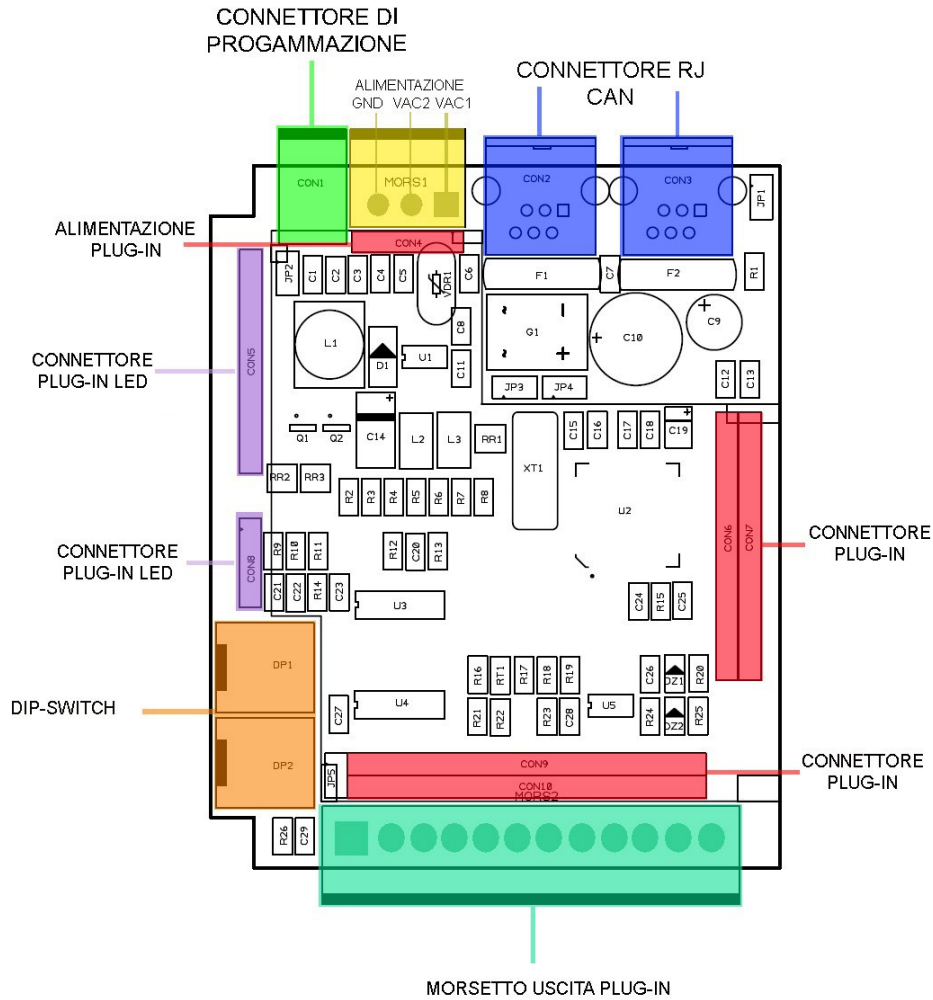 CONNETTORE DI
PROGAMMAZIONE
ALIMENTAZIONE
GND VAC2 VAC1
CONNETTORE RJ
CAN
CON1
MORS1
CON2
CON3
JP1
ALIMENTAZIONE
PLUG-IN
CON4
JP2
C1
C2
C3
C4
C5
VDR1
C6
F1
C7
F2
R1
CONNETTORE
PLUG-IN LED
CON5
L1
D1
U1
C8
C11
G1
C10
C9
JP3
JP4
C12
C13
Q1
Q2
C14
L2
L3
RR1
XT1
C15
C16
C17
C18
C19
RR2
RR3
R2
R3
R4
R5
R6
R7
R8
U2
CON6
CON7
CONNETTORE
PLUG-IN
CONNETTORE
PLUG-IN LED
CON8
R9
R10
R11
R12
C20
R13
C21
C22
R14
C23
U3
C24
R15
C25
DIP-SWITCH
DP1
DP2
C27
U4
R16
RT1
R17
R18
R19
C26
DZ1
R20
R21
R22
R23
C28
U5
R24
DZ2
R25
JP5
CON9
CON10
MORS2
CONNETTORE
PLUG-IN
R26
C29
MORSETTO USCITA PLUG-IN